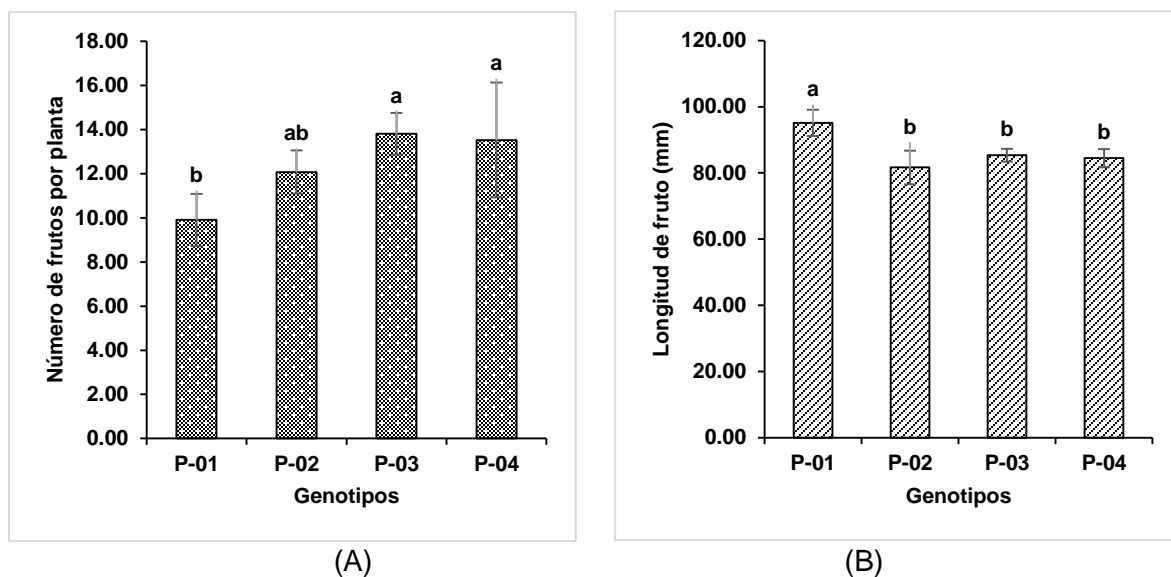 Número de frutos por planta
18.00
16.00
14.00
12.00
10.00
8.00
6.00
4.00
2.00
0.00
b
ab
a
a
P-01 P-02 P-03 P-04
Genotipos
(A)
Longitud de fruto (mm)
120.00
100.00
80.00
60.00
40.00
20.00
0.00
a
b
b
b
P-01 P-02 P-03 P-04
Genotipos
(B)